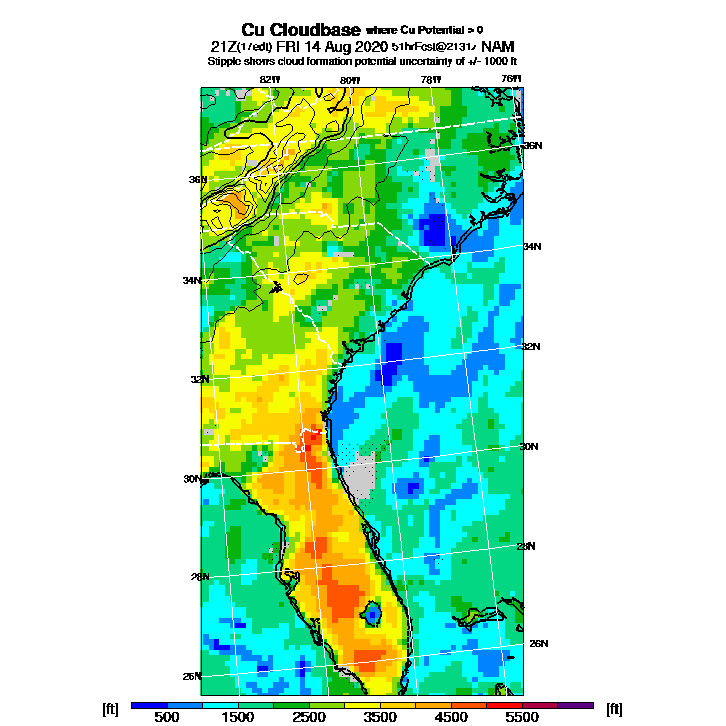 Cu Cloudbase where Cu Potential > 0
21Z(17edt) FRI 14 Aug 2020 51hrFcst@2131z NAM
Stipple shows cloud formation potential uncertainty of +/- 1000 ft
82W 80W 78W 76W
36N
36N
34N
34N
32N
32N
30N
30N
28N
28N
26N
26N
[ft] [ft]
500 1500 2500 3500 4500 5500